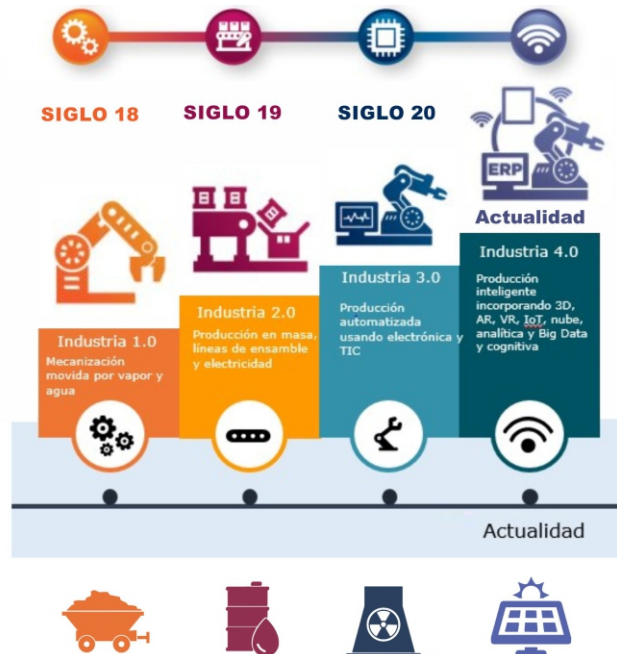 SIGLO 18
SIGLO 19
SIGLO 20
ERP
Actualidad
Industria 1.0
Mecanización
movida por vapor y
agua
Industria 2.0
Producción en masa,
líneas de ensamble
y electricidad
Industria 3.0
Producción
automatizada
usando electrónica y
TIC
Industria 4.0
Producción
inteligente
incorporando 3D,
AR, VR, IoT, nube,
analítica y Big Data
y cognitiva
Actualidad